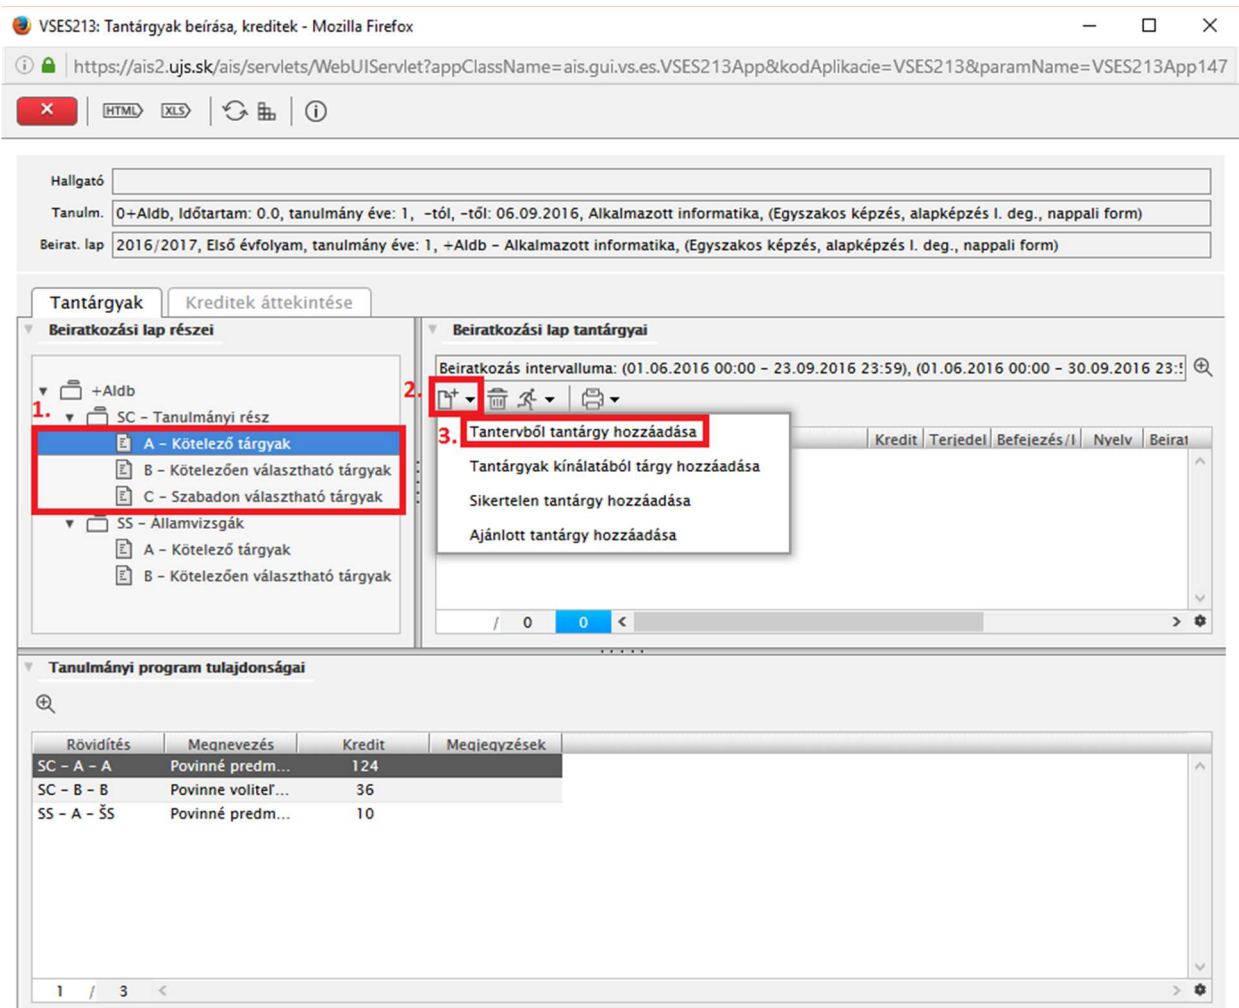 VSES213: Tantárgyak beírása, kreditek - Mozilla Firefox
https://ais2.ujs.sk/ais/servlets/WebUIServlet?appClassName=ais.gui.vs.es.VSES213App&kodAplikacie=VSES213&paramName=VSES213App147
HTML XLS
Hallgató
Tanulm. 0+AIdb, Időtartam: 0.0, tanulmány éve: 1, -tól, -től: 06.09.2016, Alkalmazott informatika, (Egyszakos képzés, alapképzés I. deg., nappali form)
Beirat. lap 2016/2017, Első évfolyam, tanulmány éve: 1, +AIdb - Alkalmazott informatika, (Egyszakos képzés, alapképzés I. deg., nappali form)
Tantárgyak Kreditek áttekintése
Beiratkozási lap részei
+AIdb
1.
SC - Tanulmányi rész
A - Kötelező tárgyak
B - Kötelezően választható tárgyak
C - Szabadon választható tárgyak
SS - Államvizsgák
A - Kötelező tárgyak
B - Kötelezően választható tárgyak
Beiratkozási lap tantárgyai
Beiratkozás intervalluma: (01.06.2016 00:00 - 23.09.2016 23:59), (01.06.2016 00:00 - 30.09.2016 23:5
2.
3. Tantervből tantárgy hozzáadása
Tantárgyak kínálatából tárgy hozzáadása
Sikertelen tantárgy hozzáadása
Ajánlott tantárgy hozzáadása
Kredit Terjedel Befejezés/I Nyelv Beirat
/ 0 0
Tanulmányi program tulajdonságai
Rövidítés Megnevezés Kredit Megjegyzések
SC - A - A Povinné predm... 124
SC - B - B Povinne voliteľ... 36
SS - A - ŠS Povinné predm... 10
1 / 3